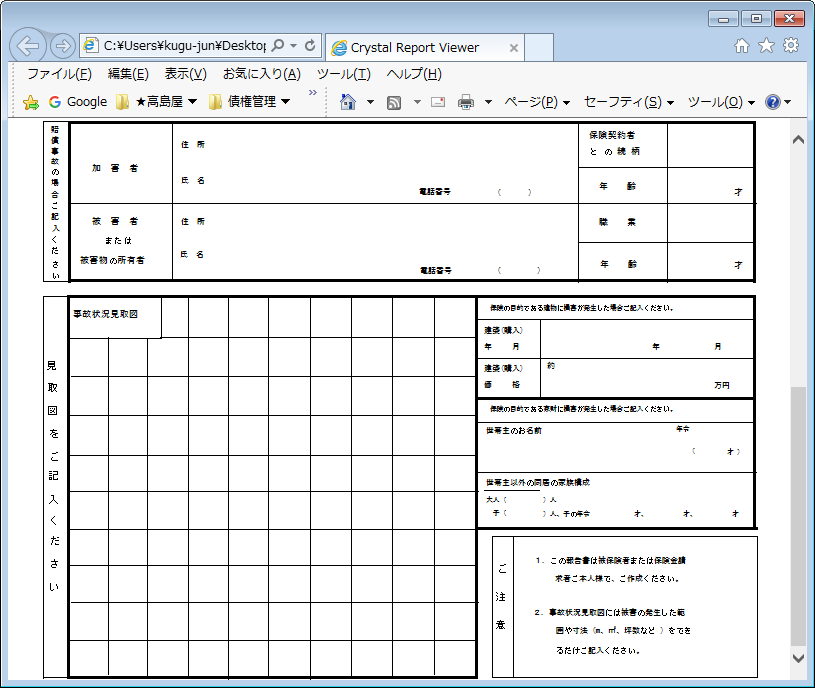 C:¥Users¥kugu-jun¥Desktop
Crystal Report Viewer
ファイル(F) 編集(E) 表示(V) お気に入り(A) ツール(T) ヘルプ(H)
Google ★高島屋 債権管理 » ページ(P) セーフティ(S) ツール(O)
賠償事故の場合ご記入ください
加 害 者
住 所
氏 名
電話番号 ( )
保険契約者
と の 続 柄
年 齢
才
被 害 者
または
被害物の所有者
住 所
氏 名
電話番号 ( )
職 業
年 齢
才
見取図をご記入ください
事故状況見取図
保険の目的である建物に損害が発生した場合ご記入ください。
建築(購入)
年 月
年 月
建築(購入)
価 格
約
万円
保険の目的である家財に損害が発生した場合ご記入ください。
世帯主のお名前 年令
( 才)
世帯主以外の同居の家族構成
大人( )人
子( )人、子の年令 才、 才、 才
ご注意
1. この報告書は被保険者または保険金請
求者ご本人様で、ご作成ください。
2. 事故状況見取図には被害の発生した範
囲や寸法(m、㎡、坪数など )をでき
るだけご記入ください。